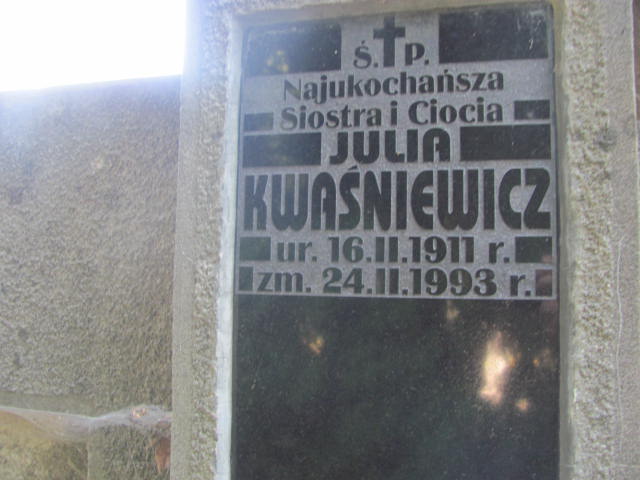 Ś.†P.
Najukochańsza
Siostra i Ciocia
JULIA
KWAŚNIEWICZ
ur. 16.II.1911 r.
zm. 24.II.1993 r.